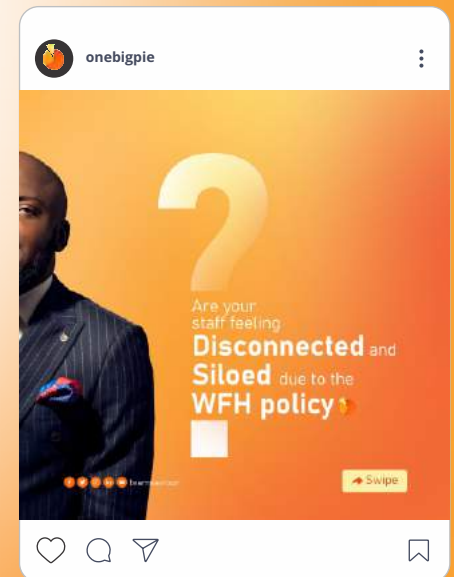 onebigpie
?
Are your
staff feeling
Disconnected and
Siloed due to the
WFH policy
Swipe